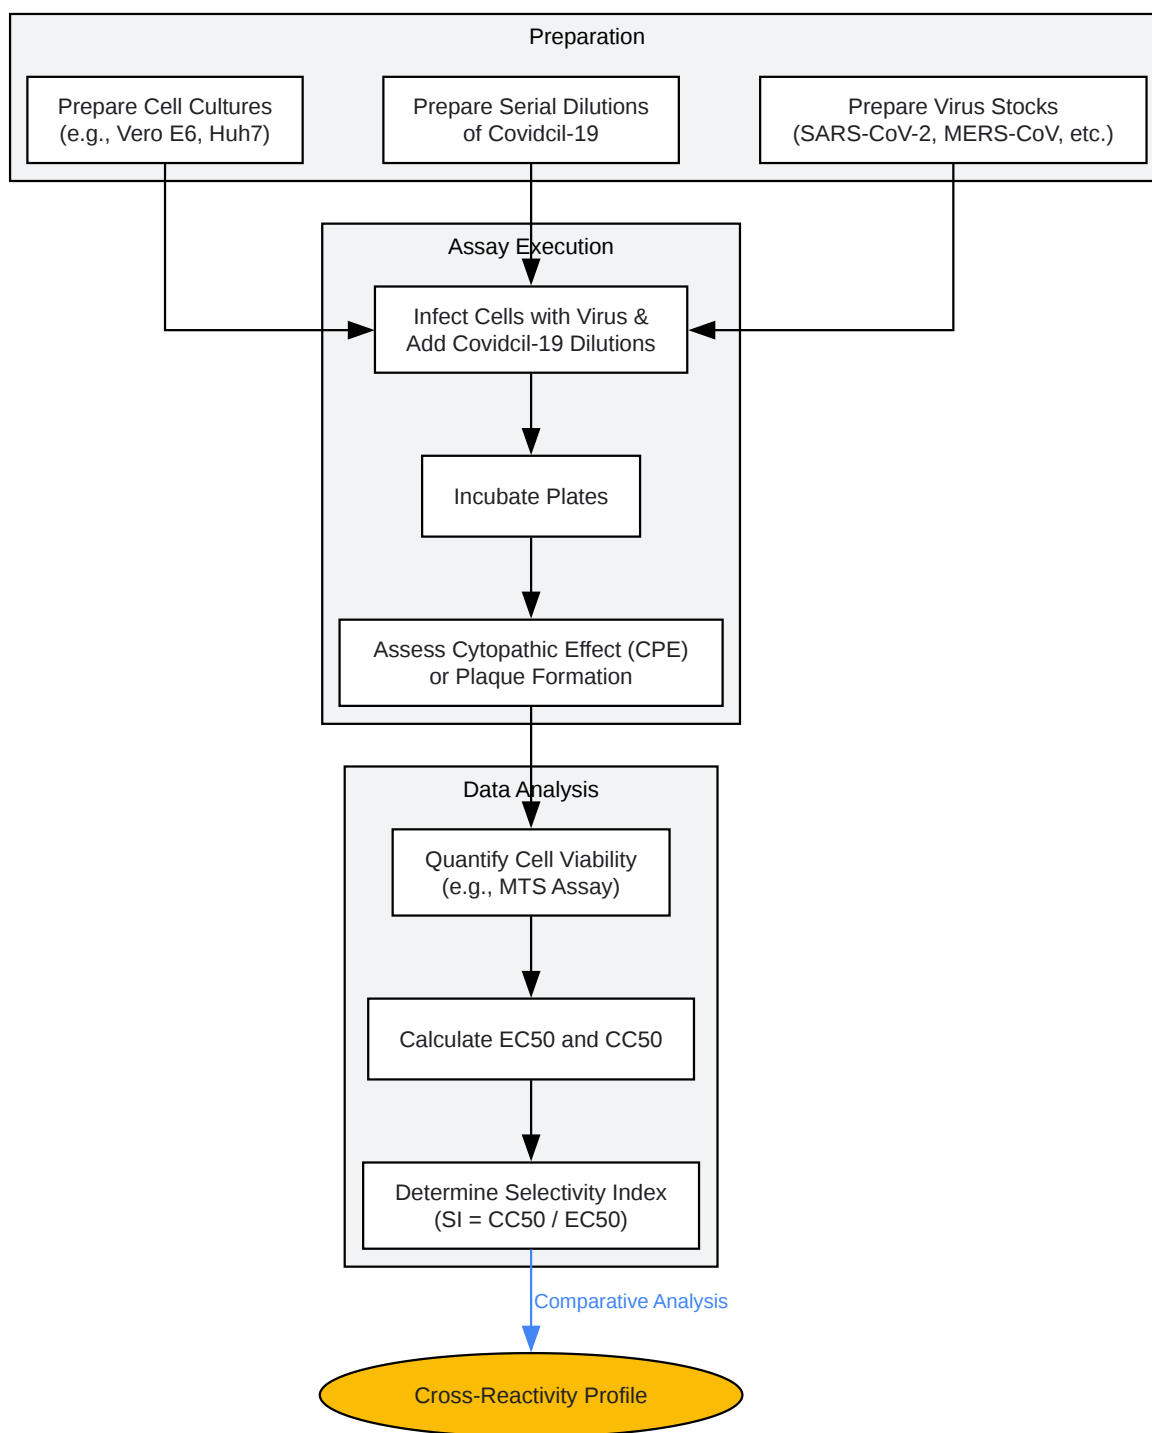 Preparation
Prepare Cell Cultures
(e.g., Vero E6, Huh7)
Prepare Serial Dilutions
of Covidcil-19
Prepare Virus Stocks
(SARS-CoV-2, MERS-CoV, etc.)
Assay Execution
Infect Cells with Virus &
Add Covidcil-19 Dilutions
Incubate Plates
Assess Cytopathic Effect (CPE)
or Plaque Formation
Data Analysis
Quantify Cell Viability
(e.g., MTS Assay)
Calculate EC50 and CC50
Determine Selectivity Index
(SI = CC50 / EC50)
Comparative Analysis
Cross-Reactivity Profile